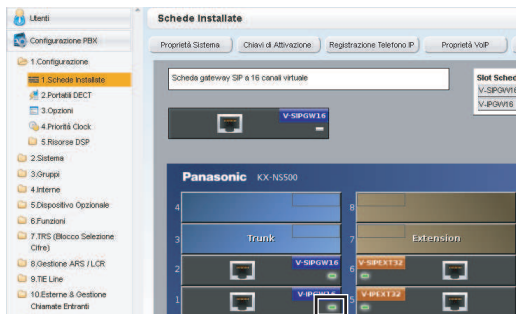 Utenti
Configurazione PBX
1.Configurazione
1.Schede Installate
2.Portatili DECT
3.Opzioni
4.Priorità Clock
5.Risorse DSP
2.Sistema
3.Gruppi
4.Interne
5.Dispositivo Opzionale
6.Funzioni
7.TRS (Blocco Selezione
Cifre)
8.Gestione ARS / LCR
9.TIE Line
10.Esterne & Gestione
Chiamate Entranti
Schede Installate
Proprietà Sistema
Chiavi di Attivazione
Registrazione Telefono IP
Proprietà VoIP
Scheda gateway SIP a 16 canali virtuale
Slot Sched
V-SIPGW16
V-IPGW16
V-SIPGW16
Panasonic KX-NS500
4
8
3
Trunk
7
Extension
2
V-SIPGW16
6
V-SIPEXT32
1
V-IPGW16
5
V-IPEXT32